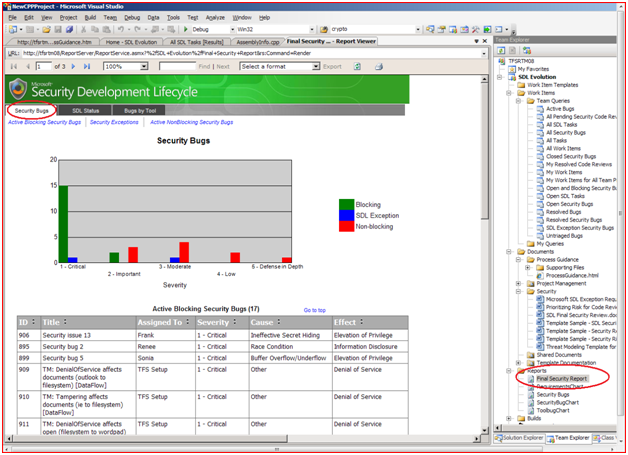 NewCPPProject - Microsoft Visual Studio
File Edit View Project Build Team Debug Data Tools Test Analyze Window Help
Debug Win32 crypto
http://tfsrtm...assGuidance.htm Home - SDL Evolution All SDL Tasks [Results] AssemblyInfo.cpp Final Security ... - Report Viewer
URL: http://tfsrtm08/ReportServer/ReportService.asmx?%2fSDL+Evolution%2fFinal+Security+Report&rs:Command=Render
1 of 3 100% Find | Next Select a format Export
Microsoft
Security Development Lifecycle
Security Bugs SDL Status Bugs by Tool
Active Blocking Security Bugs Security Exceptions Active NonBlocking Security Bugs
Security Bugs
20
15
10
5
0
1 - Critical
2 - Important
3 - Moderate
4 - Low
5 - Defense in Depth
Severity
Blocking
SDL Exception
Non-blocking
Active Blocking Security Bugs (17) Go to top
ID Title Assigned To Severity Cause Effect
906 Security issue 13 Frank 1 - Critical Ineffective Secret Hiding Elevation of Privilege
895 Security bug 2 Renee 1 - Critical Race Condition Information Disclosure
899 Security bug 5 Sonia 1 - Critical Buffer Overflow/Underflow Elevation of Privilege
909 TM: DenialOfService affects documents (outlook to filesystem) [DataFlow] TFS Setup 1 - Critical Other Denial of Service
910 TM: Tampering affects documents (ie to filesystem) [DataFlow] TFS Setup 1 - Critical Other Denial of Service
911 TM: DenialOfService affects open (filesystem to wordpad) TFS Setup 1 - Critical Other Denial of Service
Team Explorer
TFSRTM08
My Favorites
SDL Evolution
Work Item Templates
Work Items
Team Queries
Active Bugs
All Pending Security Code Rev
All SDL Tasks
All Security Bugs
All Tasks
All Work Items
Closed Security Bugs
My Resolved Code Reviews
My Work Items
My Work Items for All Team P
Open and Blocking Security Bu
Open SDL Tasks
Open Security Bugs
Resolved Bugs
Resolved Security Bugs
SDL Exception Security Bugs
Untriaged Bugs
My Queries
Documents
Process Guidance
Supporting Files
ProcessGuidance.html
Project Management
Security
Microsoft SDL Exception Requ
Prioritizing Risk for Code Revie
SDL Final Security Review.doc
Template Sample - SDL Securi
Template Sample - Security
Template Sample - Security
Threat Modeling Template for
Shared Documents
Template Documentation
Reports
Final Security Report
RequirementsChart
Security Bugs
SecurityBugChart
ToolbugChart
Builds
Solution Explorer Team Explorer Class V